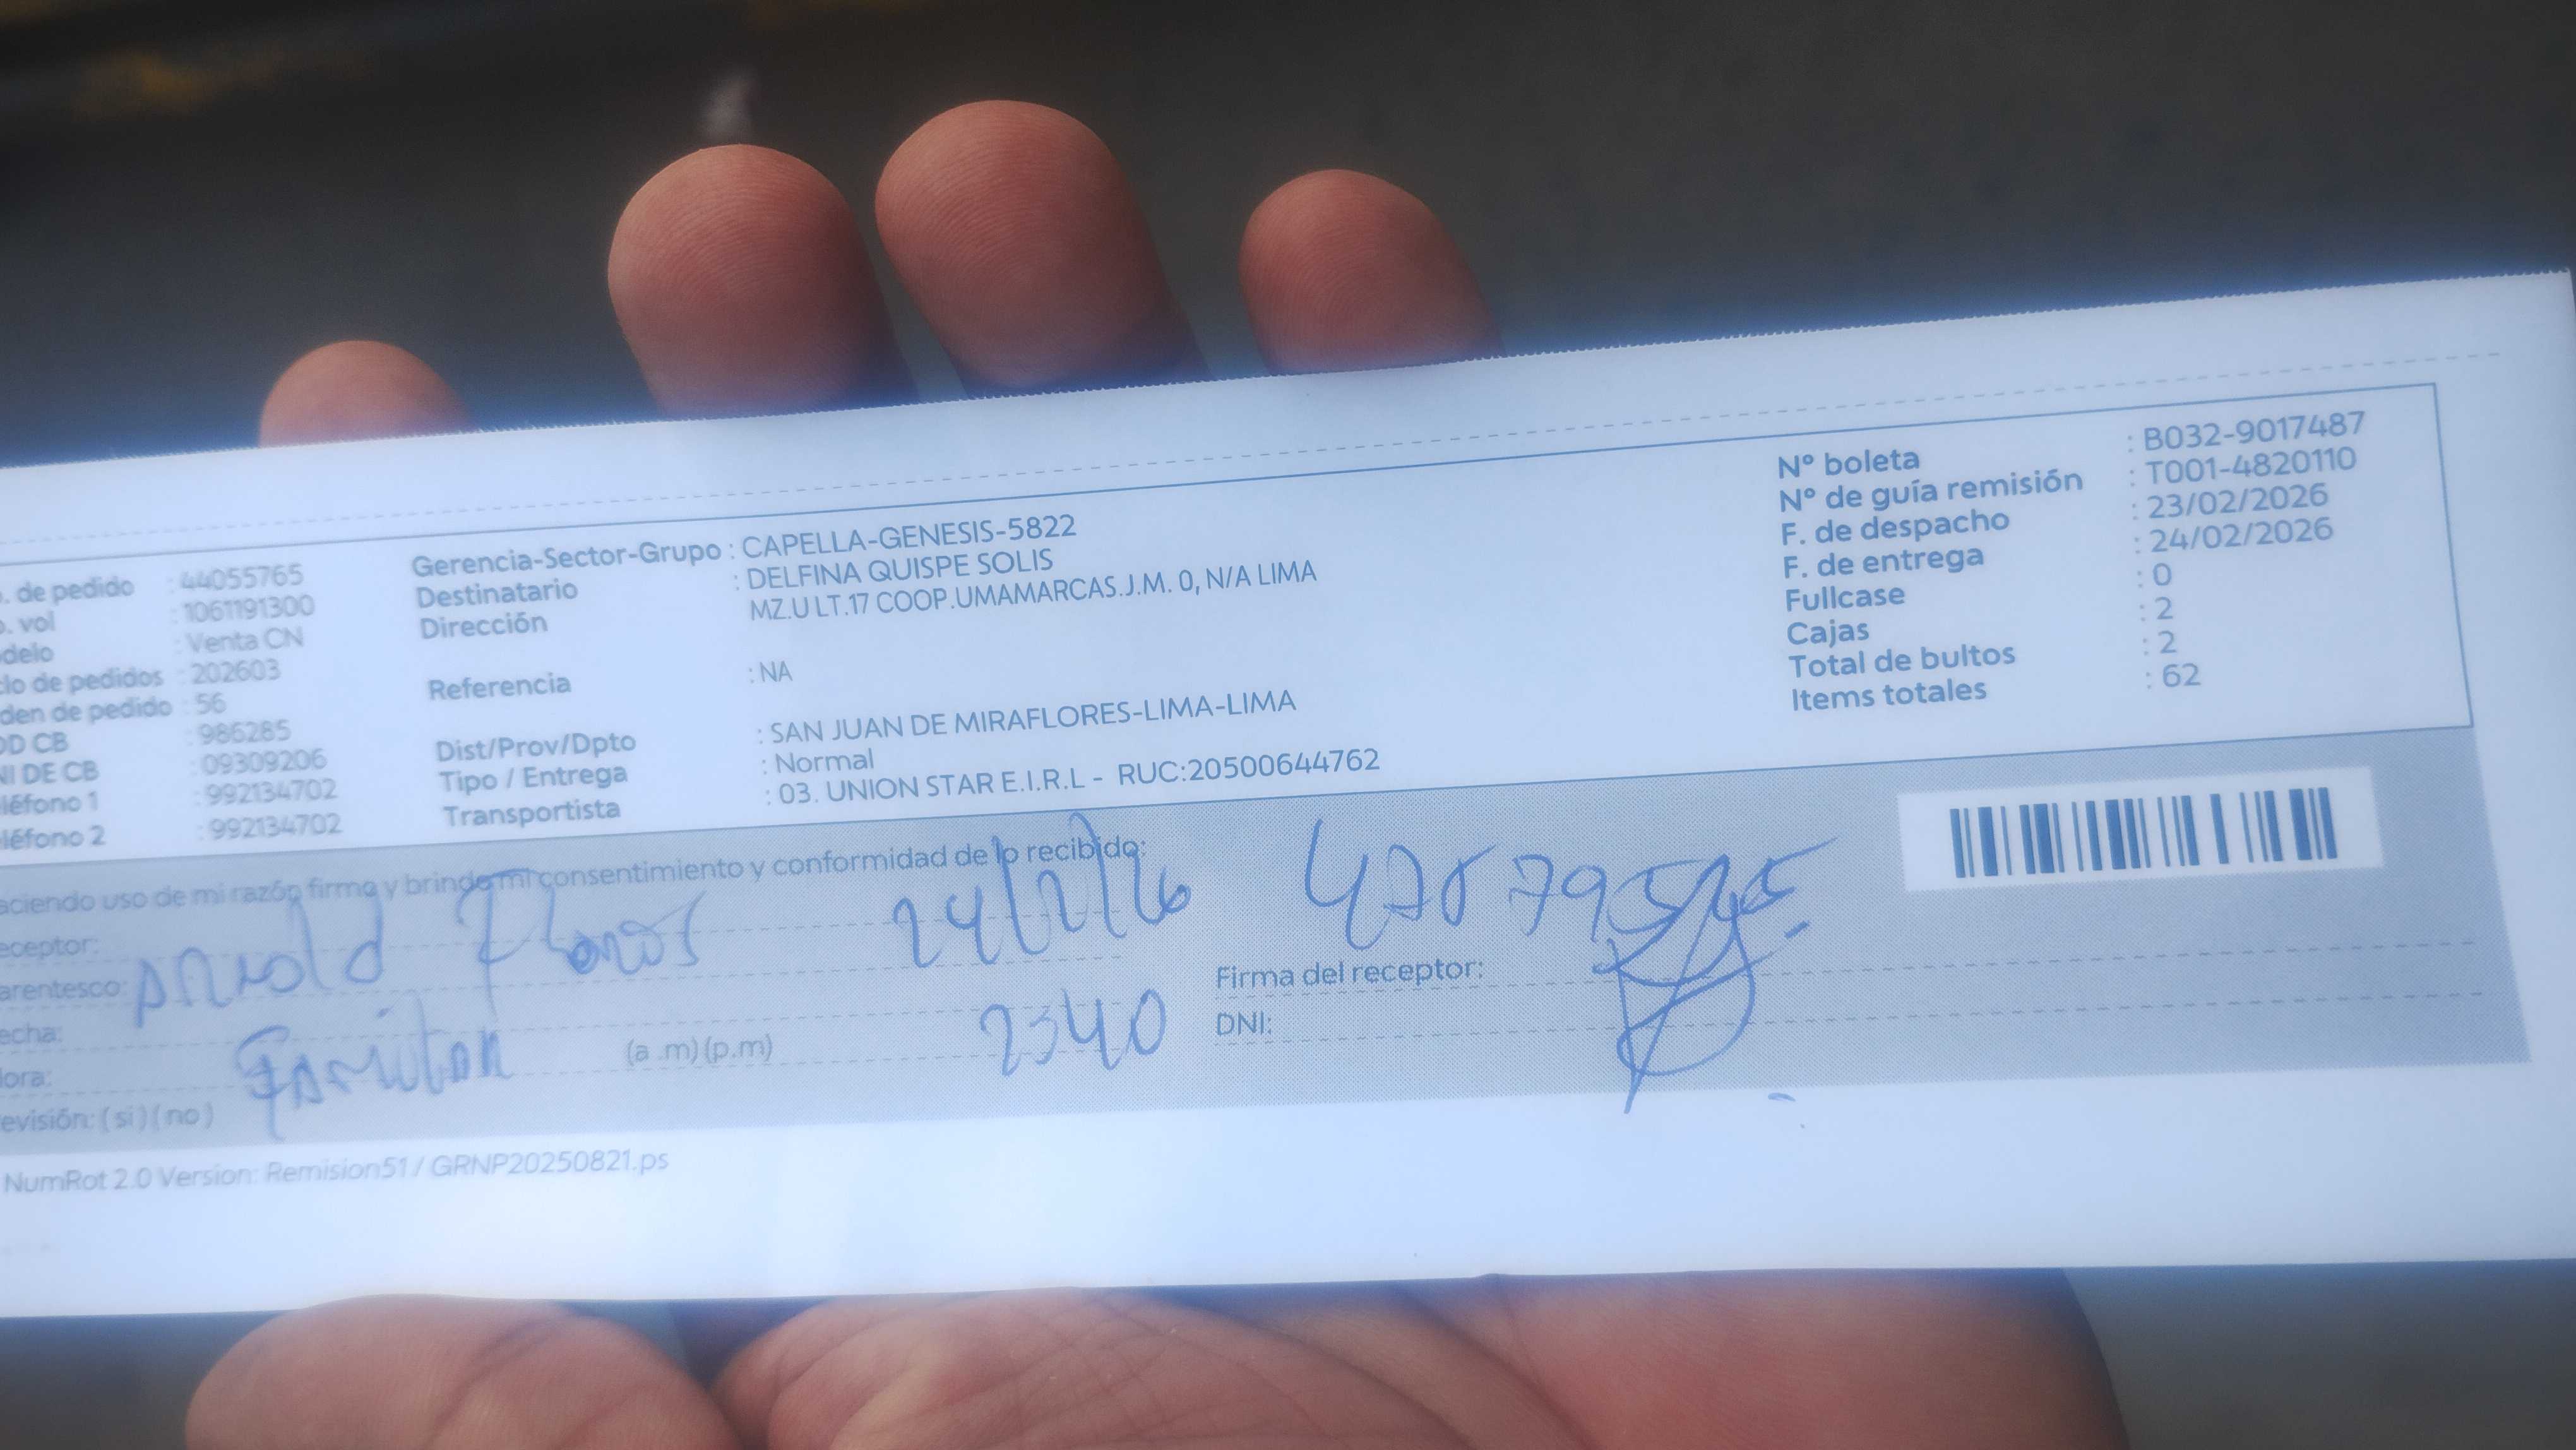 . de pedido : 44055765
. vol : 1061191300
delo : Venta CN
lo de pedidos : 202603
den de pedido : 56
D CB : 986285
NI DE CB : 09309206
léfono 1 : 992134702
léfono 2 : 992134702
Gerencia-Sector-Grupo : CAPELLA-GENESIS-5822
Destinatario : DELFINA QUISPE SOLIS
Dirección MZ.U LT.17 COOP.UMAMARCAS.J.M. 0, N/A LIMA
Referencia : NA
Dist/Prov/Dpto : SAN JUAN DE MIRAFLORES-LIMA-LIMA
Tipo / Entrega : Normal
Transportista : 03. UNION STAR E.I.R.L - RUC:20500644762
Nº boleta : B032-9017487
Nº de guía remisión : T001-4820110
F. de despacho : 23/02/2026
F. de entrega : 24/02/2026
Fullcase : 0
Cajas : 2
Total de bultos : 2
Items totales : 62
aciendo uso de mi razón firmo y brindo mi consentimiento y conformidad de lo recibido:
eceptor:
Arnold 24/2/26
arentesco:
echa:
2340
ora: (a .m) (p.m)
evisión: ( si ) ( no )
Firma del receptor:
DNI:
NumRot 2.0 Version: Remision51 / GRNP20250821.ps